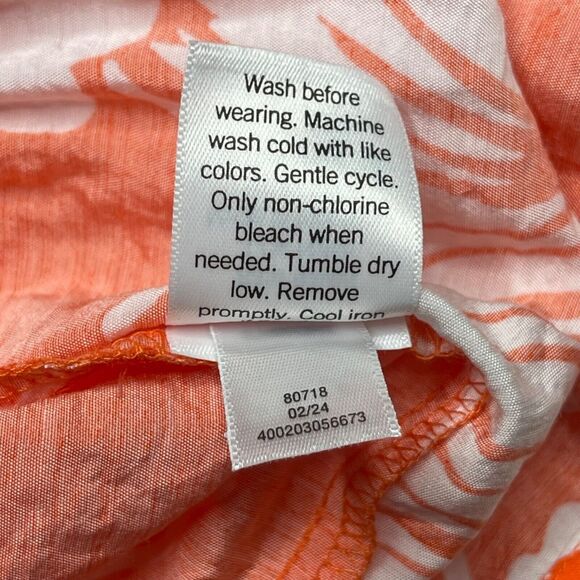 Wash before
wearing. Machine
wash cold with like
colors. Gentle cycle.
Only non-chlorine
bleach when
needed. Tumble dry
low. Remove
promptly. Cool iron
80718
02/24
400203056673